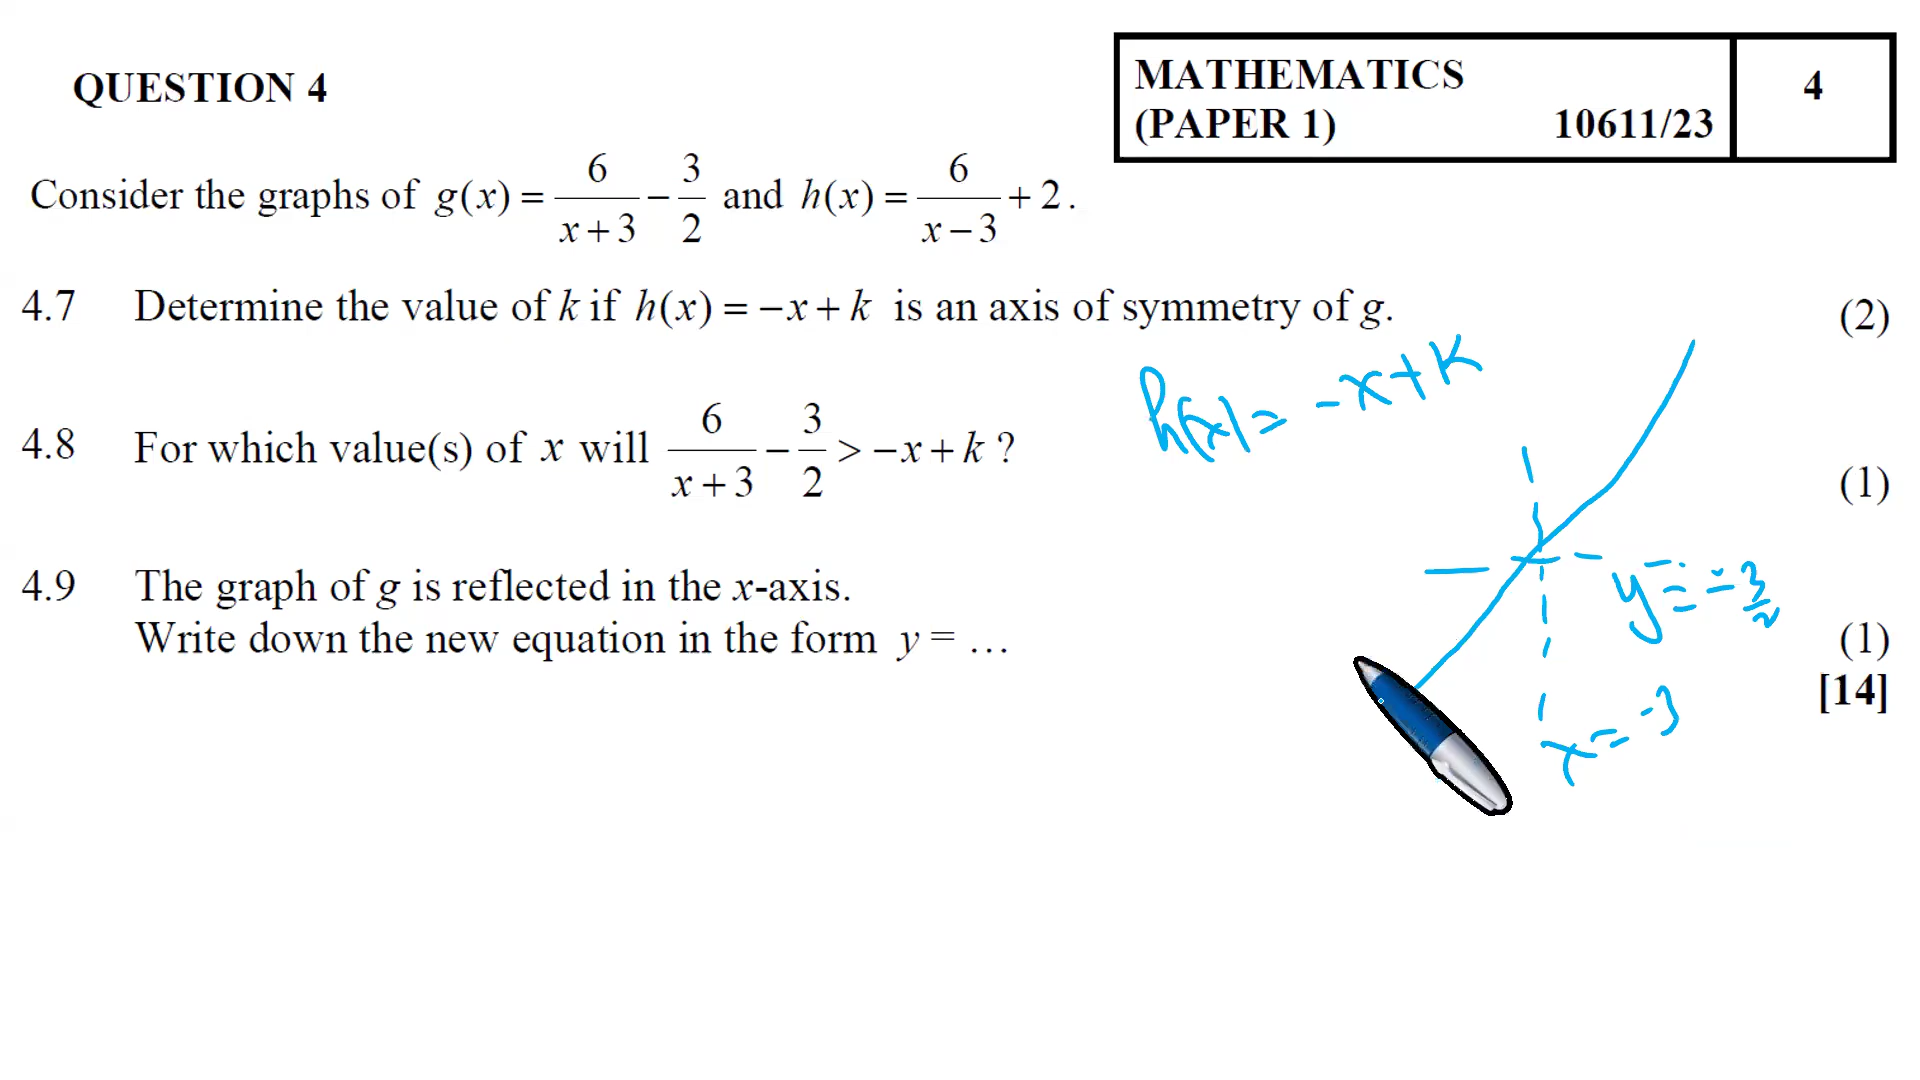 QUESTION 4
MATHEMATICS
(PAPER 1) 10611/23
4
Consider the graphs of g(x) = 6/(x+3) − 3/2 and h(x) = 6/(x−3) + 2.
4.7 Determine the value of k if h(x) = −x + k is an axis of symmetry of g. (2)
h(x) = -x+k
4.8 For which value(s) of x will 6/(x+3) − 3/2 > −x + k ? (1)
y = -3/2
4.9 The graph of g is reflected in the x-axis.
Write down the new equation in the form y = … (1)
[14]
x = -3